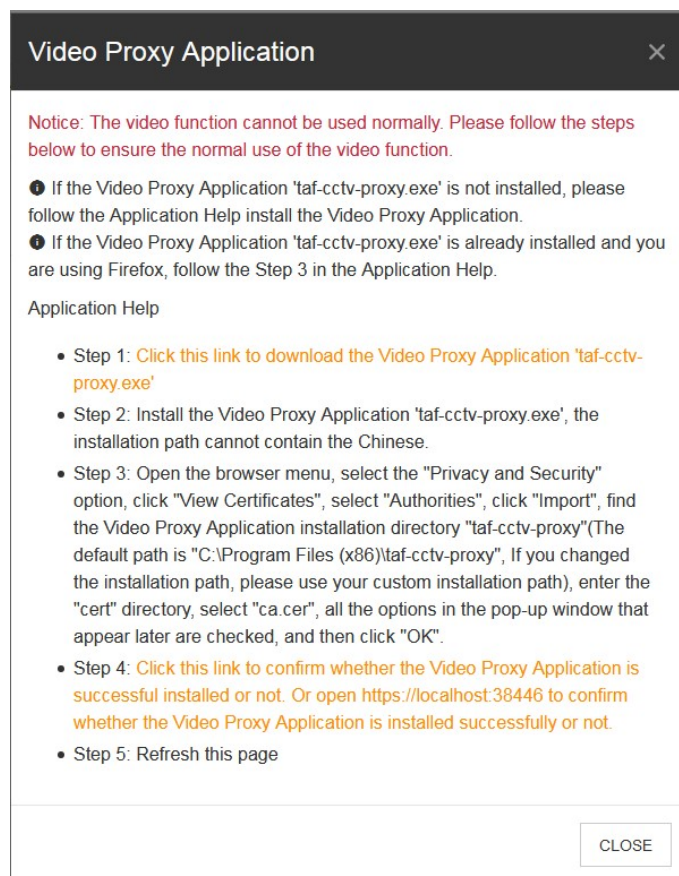 Video Proxy Application
Notice: The video function cannot be used normally. Please follow the steps
below to ensure the normal use of the video function.
If the Video Proxy Application 'taf-cctv-proxy.exe' is not installed, please
follow the Application Help install the Video Proxy Application.
If the Video Proxy Application 'taf-cctv-proxy.exe' is already installed and you
are using Firefox, follow the Step 3 in the Application Help.
Application Help
• Step 1: Click this link to download the Video Proxy Application 'taf-cctv-
proxy.exe'
• Step 2: Install the Video Proxy Application 'taf-cctv-proxy.exe', the
installation path cannot contain the Chinese.
• Step 3: Open the browser menu, select the "Privacy and Security"
option, click "View Certificates", select "Authorities", click "Import", find
the Video Proxy Application installation directory "taf-cctv-proxy"(The
default path is "C:\Program Files (x86)\taf-cctv-proxy", If you changed
the installation path, please use your custom installation path), enter the
"cert" directory, select "ca.cer", all the options in the pop-up window that
appear later are checked, and then click "OK".
• Step 4: Click this link to confirm whether the Video Proxy Application is
successful installed or not. Or open https://localhost:38446 to confirm
whether the Video Proxy Application is installed successfully or not.
• Step 5: Refresh this page
CLOSE